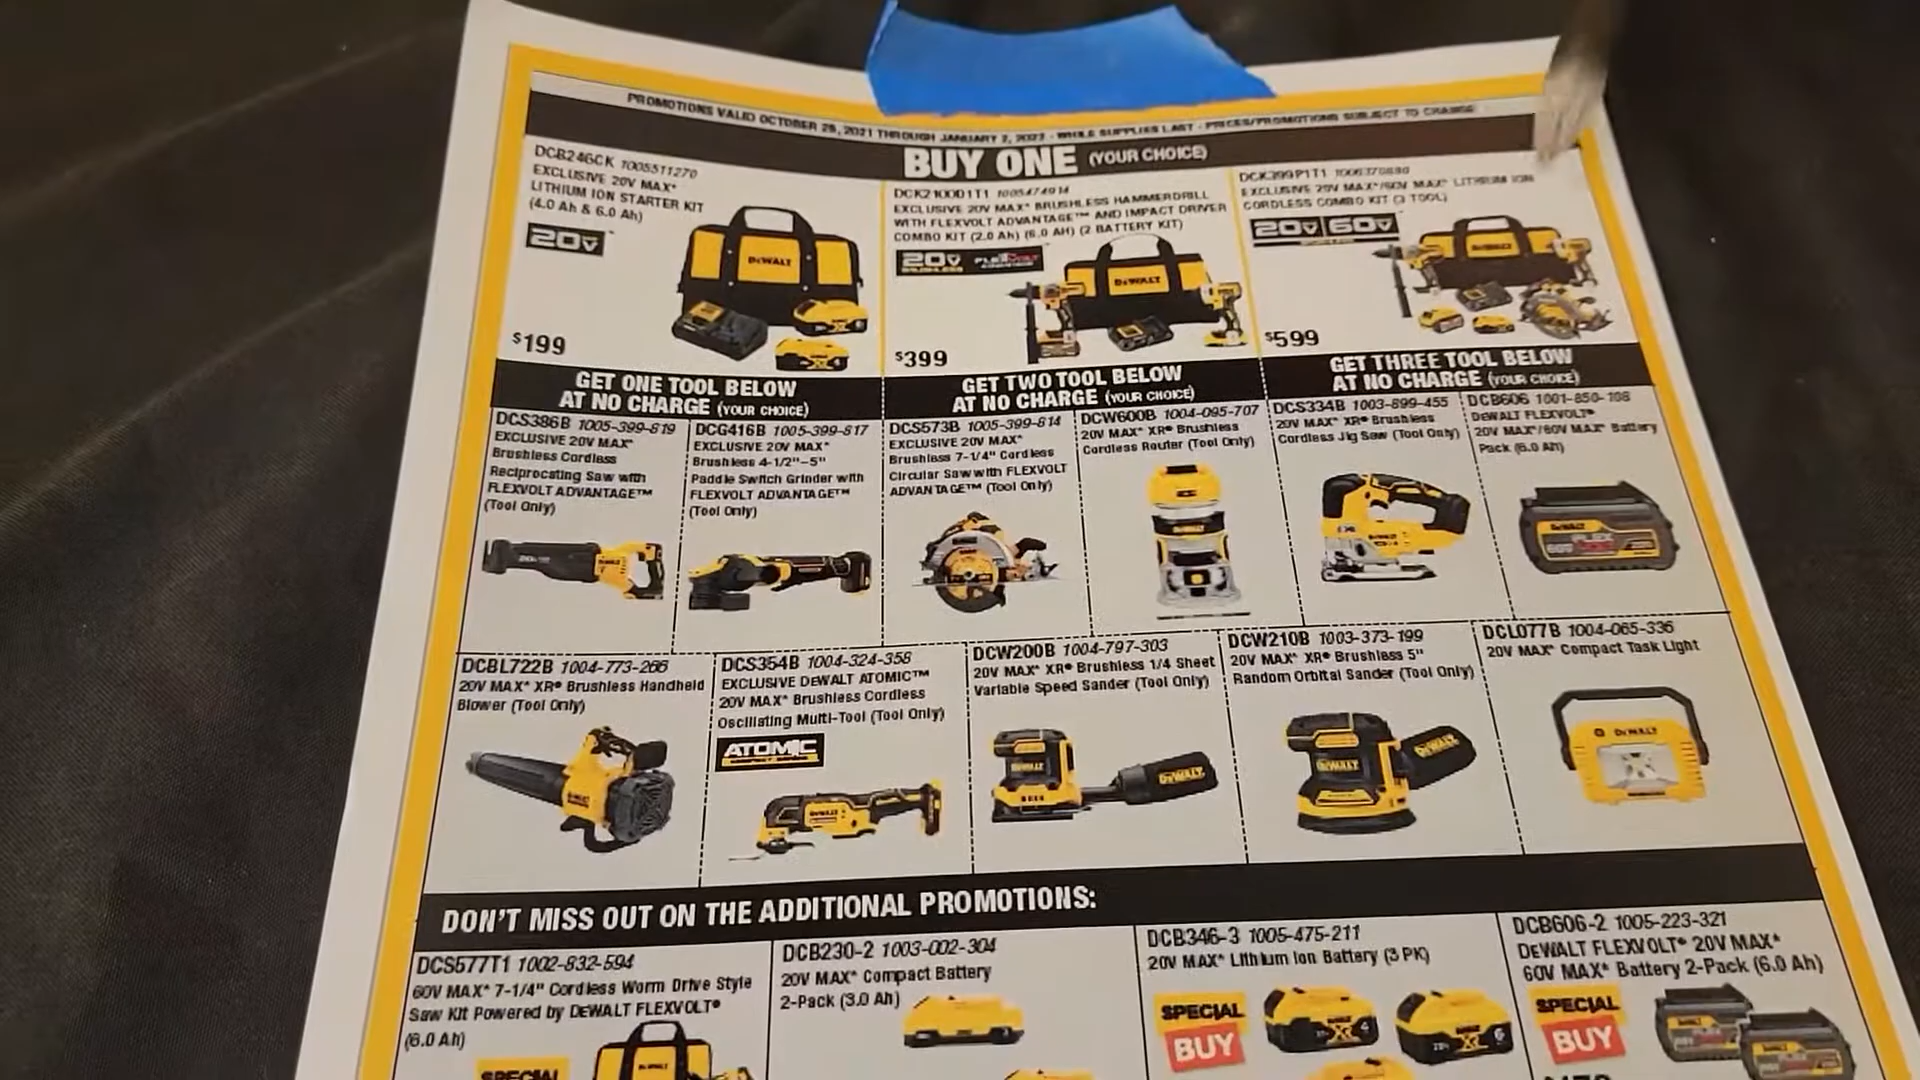 PROMOTIONS VALID OCTOBER 28, 2021 THROUGH JANUARY 2, 2022 - WHILE SUPPLIES LAST - PRICES/PROMOTIONS SUBJECT TO CHANGE
BUY ONE (YOUR CHOICE)
DCB246CK 1005511270
EXCLUSIVE 20V MAX*
LITHIUM ION STARTER KIT
(4.0 Ah & 6.0 Ah)
20V
DeWALT
$199
DCK2100D1T1 1005474914
EXCLUSIVE 20V MAX* BRUSHLESS HAMMERDRILL
WITH FLEXVOLT ADVANTAGE™ AND IMPACT DRIVER
COMBO KIT (2.0 Ah) (6.0 AH) (2 BATTERY KIT)
20V
BRUSHLESS
FLEXVOLT
DeWALT
$399
DCK399P1T1
EXCLUSIVE 20V MAX*/60V MAX* LITHIUM ION
CORDLESS COMBO KIT (3 TOOL)
20V 60V
DeWALT
$599
GET ONE TOOL BELOW
AT NO CHARGE (YOUR CHOICE)
GET TWO TOOL BELOW
AT NO CHARGE (YOUR CHOICE)
GET THREE TOOL BELOW
AT NO CHARGE (YOUR CHOICE)
DCS386B 1005-399-819
EXCLUSIVE 20V MAX*
Brushless Cordless
Reciprocating Saw with
FLEXVOLT ADVANTAGE™
(Tool Only)
DCG416B 1005-399-817
EXCLUSIVE 20V MAX*
Brushless 4-1/2"-5"
Paddle Switch Grinder with
FLEXVOLT ADVANTAGE™
(Tool Only)
DCS573B 1005-399-814
EXCLUSIVE 20V MAX*
Brushless 7-1/4" Cordless
Circular Saw with FLEXVOLT
ADVANTAGE™ (Tool Only)
DCW600B 1004-095-707
20V MAX* XR® Brushless
Cordless Router (Tool Only)
DCS334B 1003-899-455
20V MAX* XR® Brushless
Cordless Jig Saw (Tool Only)
DCB606 1001-850-108
DeWALT FLEXVOLT®
20V MAX*/60V MAX* Battery
Pack (6.0 Ah)
DCBL722B 1004-773-266
20V MAX* XR® Brushless Handheld
Blower (Tool Only)
DCS354B 1004-324-358
EXCLUSIVE DEWALT ATOMIC™
20V MAX* Brushless Cordless
Oscillating Multi-Tool (Tool Only)
ATOMIC
COMPACT SERIES
DCW200B 1004-797-303
20V MAX* XR® Brushless 1/4 Sheet
Variable Speed Sander (Tool Only)
DeWALT
DCW210B 1003-373-199
20V MAX* XR® Brushless 5"
Random Orbital Sander (Tool Only)
DeWALT
DeWALT
DCL077B 1004-065-336
20V MAX* Compact Task Light
DeWALT
DON'T MISS OUT ON THE ADDITIONAL PROMOTIONS:
DCS577T1 1002-832-594
60V MAX* 7-1/4" Cordless Worm Drive Style
Saw Kit Powered by DeWALT FLEXVOLT®
(6.0 Ah)
SPECIAL
DCB230-2 1003-002-304
20V MAX* Compact Battery
2-Pack (3.0 Ah)
DCB346-3 1005-475-211
20V MAX* Lithium Ion Battery (3 PK)
SPECIAL
BUY
DCB606-2 1005-223-321
DeWALT FLEXVOLT® 20V MAX*
60V MAX* Battery 2-Pack (6.0 Ah)
SPECIAL
BUY